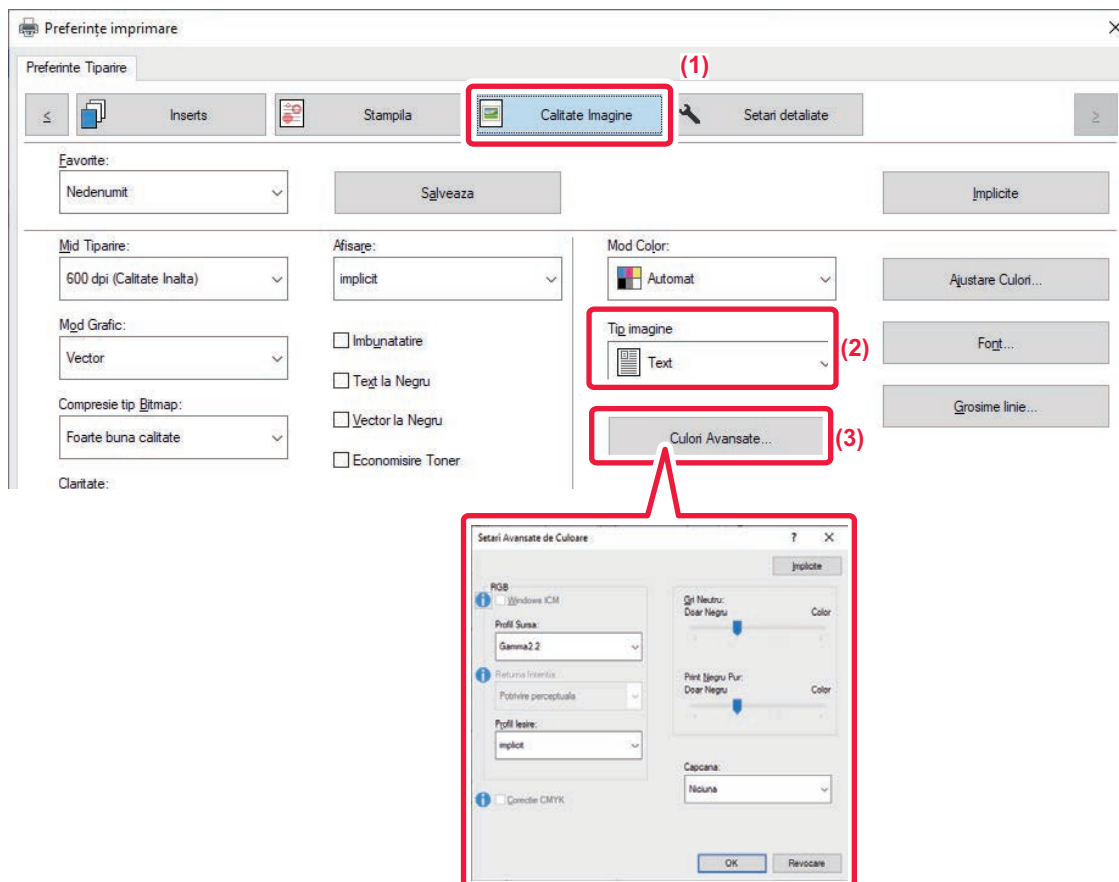 Preferințe imprimare
Preferinte Tiparire
(1)
< Inserts Stampila Calitate Imagine Setari detaliate >
Favorite:
Nedenumit Salveaza Implicite
Mid Tiparire: Afisare: Mod Color:
600 dpi (Calitate Inalta) implicit Automat Ajustare Culori...
Mod Grafic: Imbunatatire Tip imagine
Vector Text (2) Font...
Text la Negru
Compresie tip Bitmap: Vector la Negru Grosime linie...
Foarte buna calitate Culori Avansate... (3)
Economisire Toner
Claritate:
Setari Avansate de Culoare ? X
Implicite
RGB
Windows ICM
Profil Sursa:
Gamma2.2
Returna Intentia
Potrivire perceptuala
Profil Iesire:
implicit
Corectie CMYK
Gri Neutru:
Doar Negru Color
Print Negru Pur:
Doar Negru Color
Capcana:
Niciuna
OK Revocare